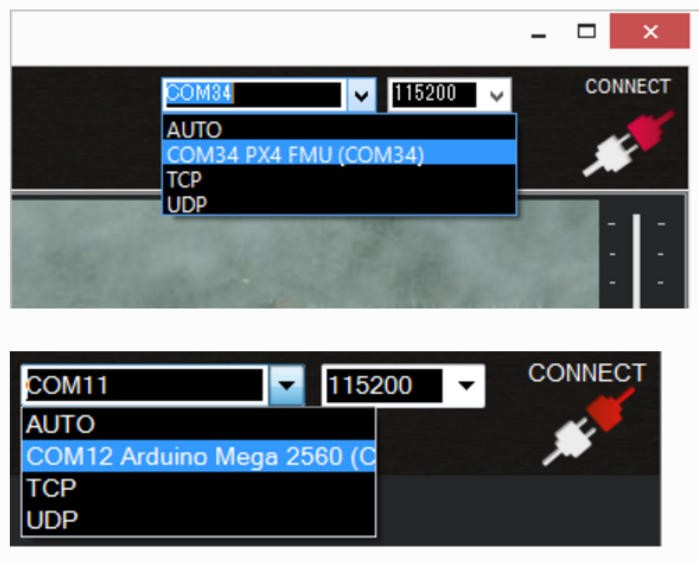 COM34 115200 CONNECT
AUTO
COM34 PX4 FMU (COM34)
TCP
UDP
COM11 115200 CONNECT
AUTO
COM12 Arduino Mega 2560 (C
TCP
UDP